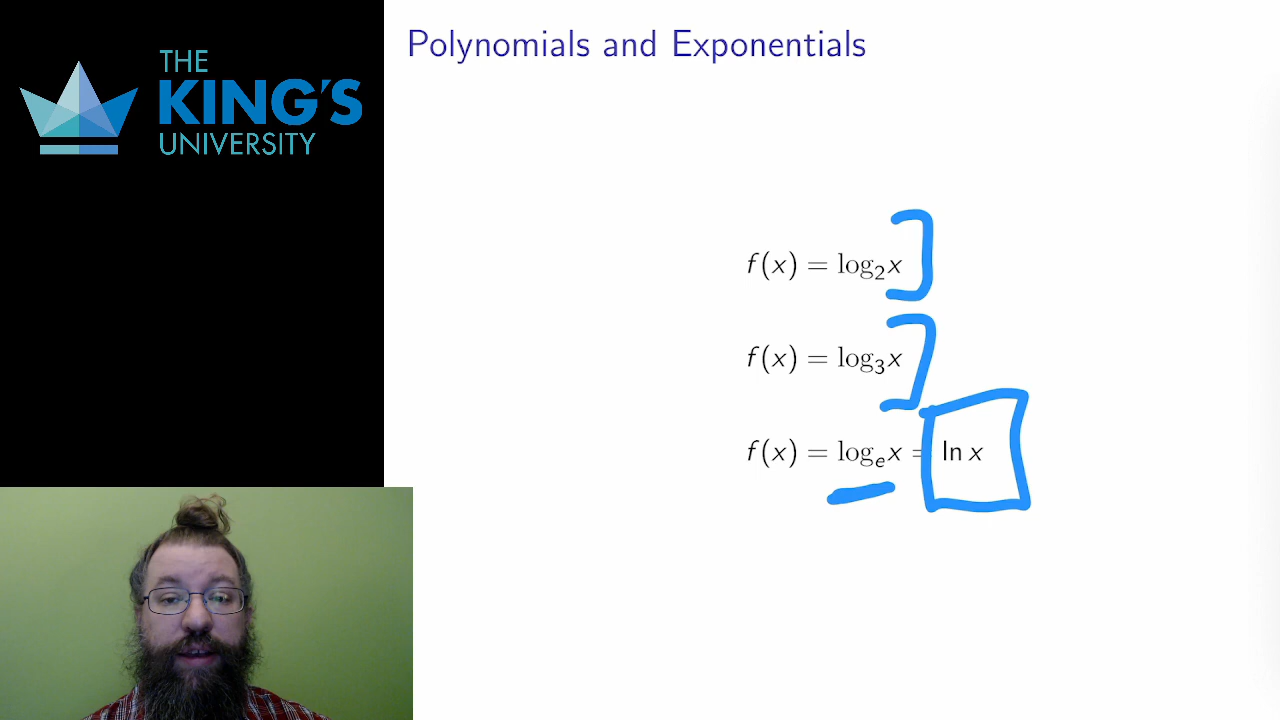 THE
KING'S
UNIVERSITY
Polynomials and Exponentials
f(x) = log₂x
f(x) = log₃x
f(x) = logₑx = ln x